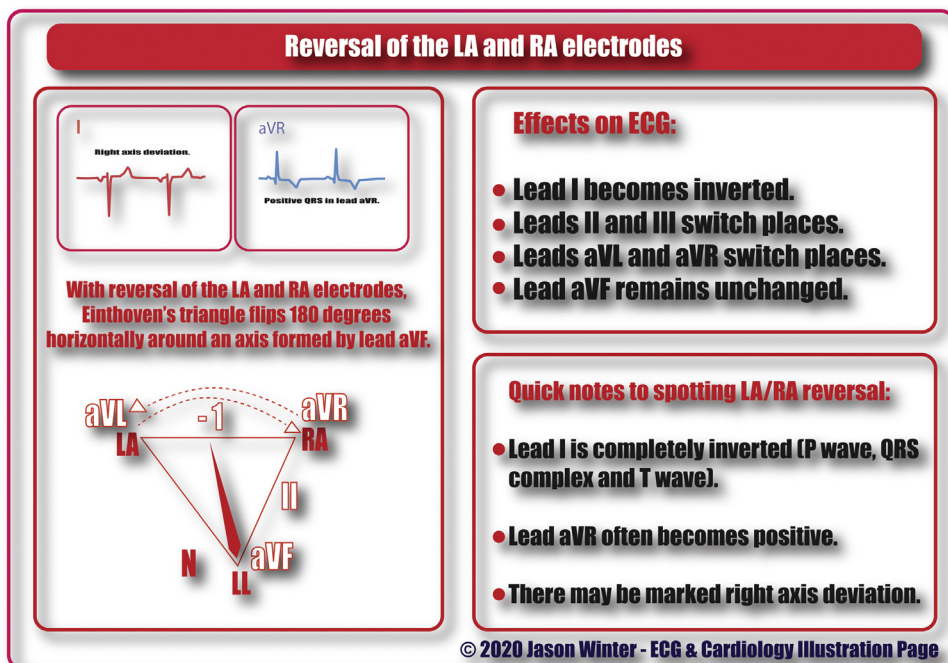 Reversal of the LA and RA electrodes
I
Right axis deviation.
aVR
Positive QRS in lead aVR.
With reversal of the LA and RA electrodes,
Einthoven's triangle flips 180 degrees
horizontally around an axis formed by lead aVF.
aVL
aVR
- 1
LA
RA
II
N
aVF
LL
Effects on ECG:
• Lead I becomes inverted.
• Leads II and III switch places.
• Leads aVL and aVR switch places.
• Lead aVF remains unchanged.
Quick notes to spotting LA/RA reversal:
• Lead I is completely inverted (P wave, QRS
complex and T wave).
• Lead aVR often becomes positive.
• There may be marked right axis deviation.
© 2020 Jason Winter - ECG & Cardiology Illustration Page